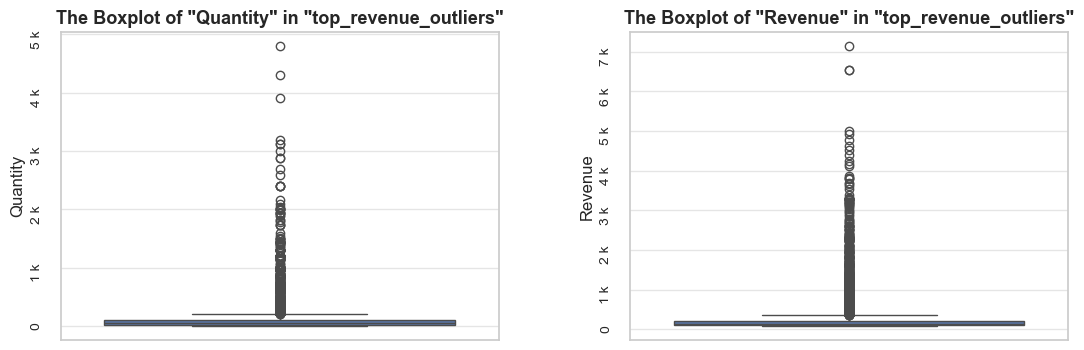 The Boxplot of "Quantity" in "top_revenue_outliers"
5 k
4 k
3 k
2 k
1 k
0
Quantity
The Boxplot of "Revenue" in "top_revenue_outliers"
7 k
6 k
5 k
4 k
3 k
2 k
1 k
0
Revenue